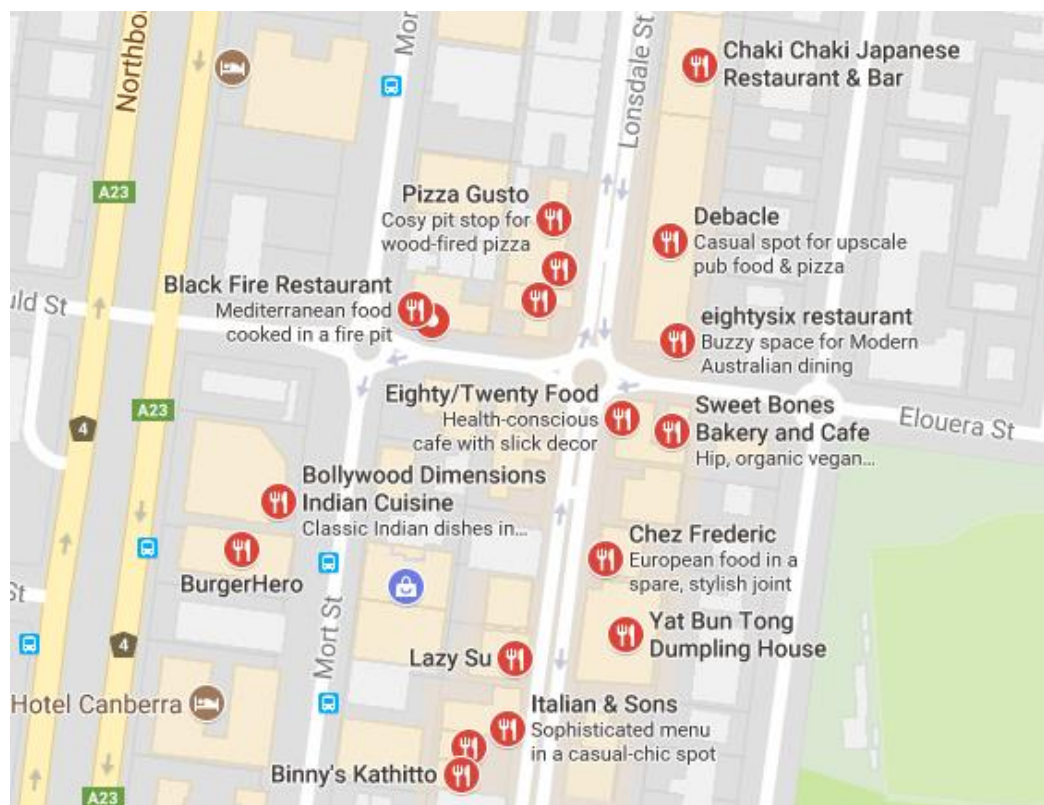 Northbo
Mor
Lonsdale St
Chaki Chaki Japanese
Restaurant & Bar
A23
Pizza Gusto
Cosy pit stop for
wood-fired pizza
Debacle
Casual spot for upscale
pub food & pizza
Black Fire Restaurant
Mediterranean food
cooked in a fire pit
uld St
eightysix restaurant
Buzzy space for Modern
Australian dining
A23
4
Eighty/Twenty Food
Health-conscious
cafe with slick decor
Sweet Bones
Bakery and Cafe
Hip, organic vegan...
Elouera St
Bollywood Dimensions
Indian Cuisine
Classic Indian dishes in...
BurgerHero
Chez Frederic
European food in a
spare, stylish joint
St
Mort St
4
Yat Bun Tong
Dumpling House
Lazy Su
Hotel Canberra
Italian & Sons
Sophisticated menu
in a casual-chic spot
Binny's Kathitto
A23